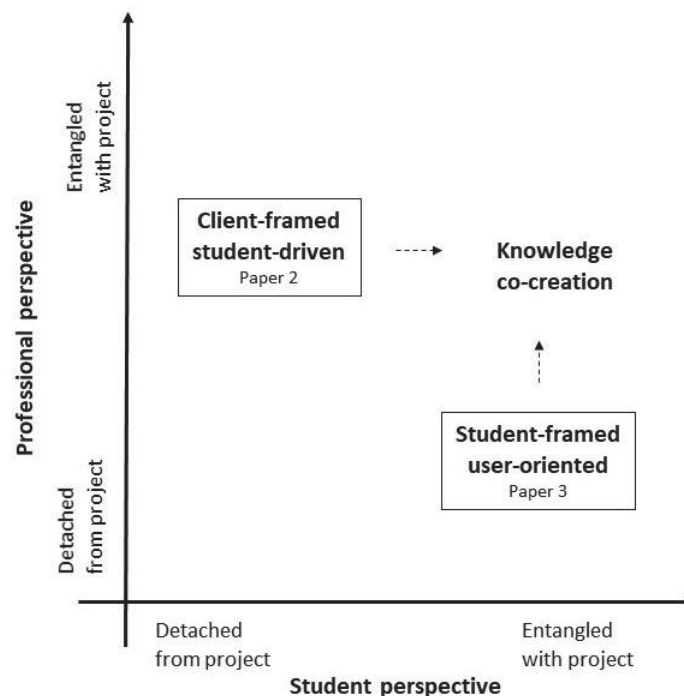 Professional perspective
Entangled
with project
Detached
from project
Client-framed
student-driven
Paper 2
Knowledge
co-creation
Student-framed
user-oriented
Paper 3
Detached
from project
Entangled
with project
Student perspective